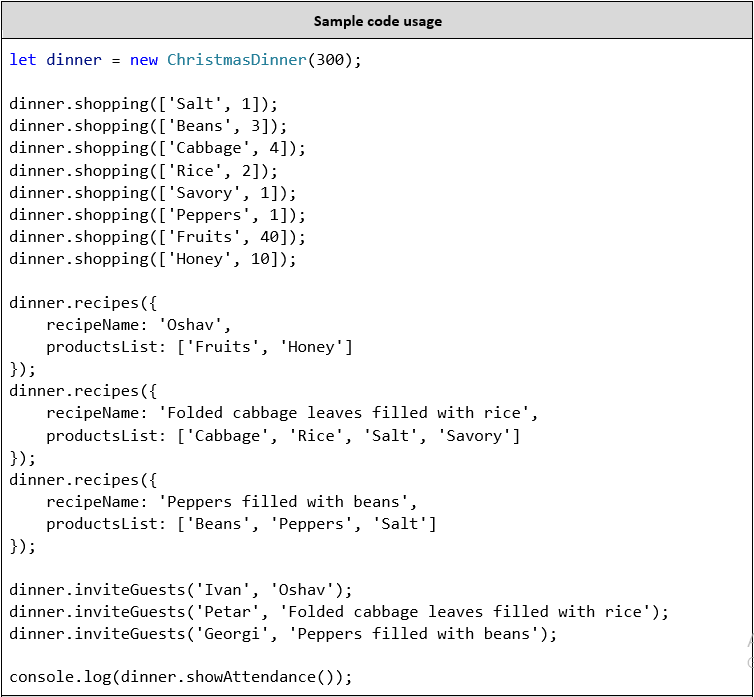 Sample code usage
let dinner = new ChristmasDinner(300);
dinner.shopping(['Salt', 1]);
dinner.shopping(['Beans', 3]);
dinner.shopping(['Cabbage', 4]);
dinner.shopping(['Rice', 2]);
dinner.shopping(['Savory', 1]);
dinner.shopping(['Peppers', 1]);
dinner.shopping(['Fruits', 40]);
dinner.shopping(['Honey', 10]);
dinner.recipes({
    recipeName: 'Oshav',
    productsList: ['Fruits', 'Honey']
});
dinner.recipes({
    recipeName: 'Folded cabbage leaves filled with rice',
    productsList: ['Cabbage', 'Rice', 'Salt', 'Savory']
});
dinner.recipes({
    recipeName: 'Peppers filled with beans',
    productsList: ['Beans', 'Peppers', 'Salt']
});
dinner.inviteGuests('Ivan', 'Oshav');
dinner.inviteGuests('Petar', 'Folded cabbage leaves filled with rice');
dinner.inviteGuests('Georgi', 'Peppers filled with beans');
console.log(dinner.showAttendance());